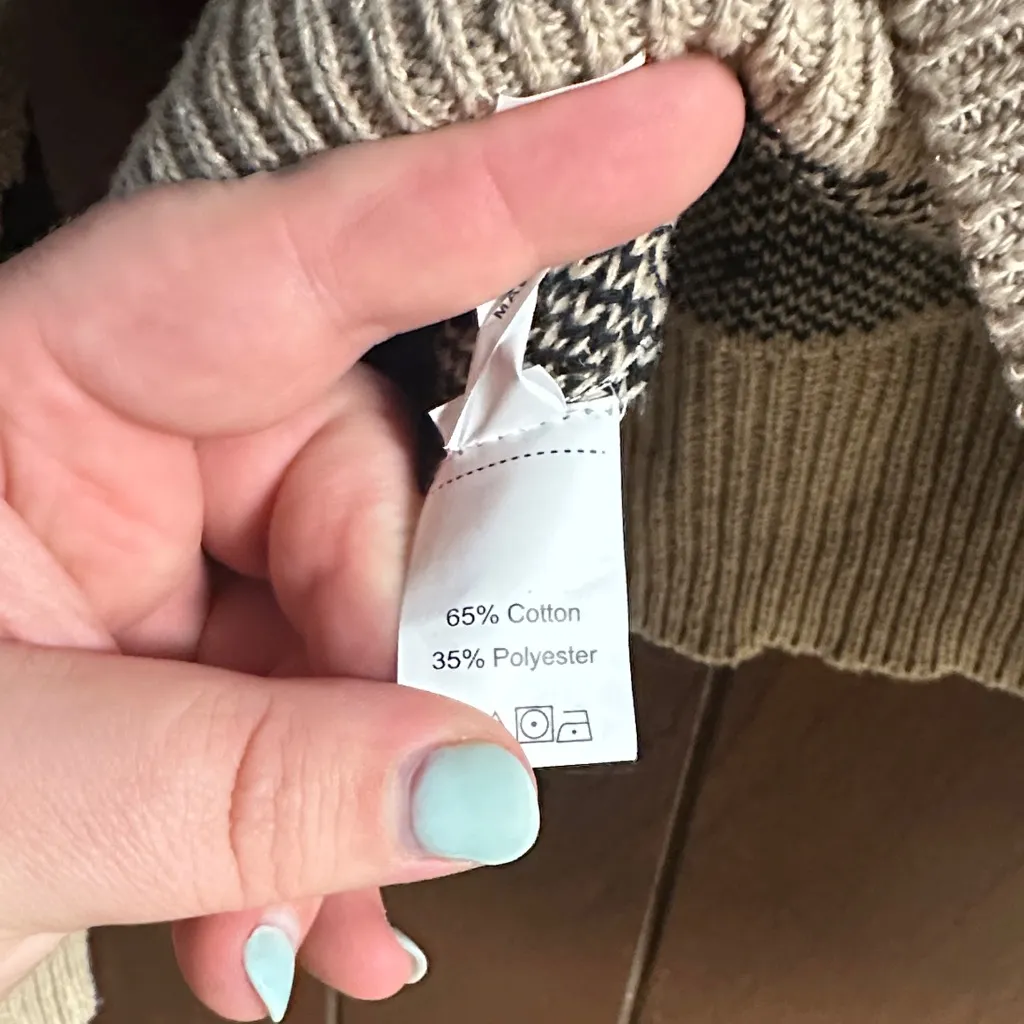 65% Cotton
35% Polyester